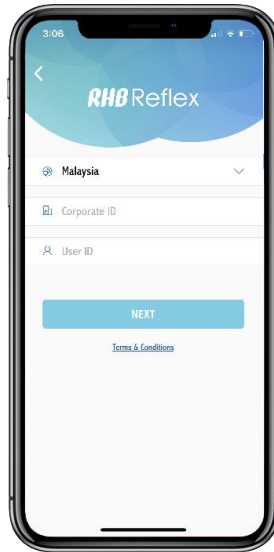 3:06
RHB Reflex
Malaysia
Corporate ID
User ID
NEXT
Terms & Conditions